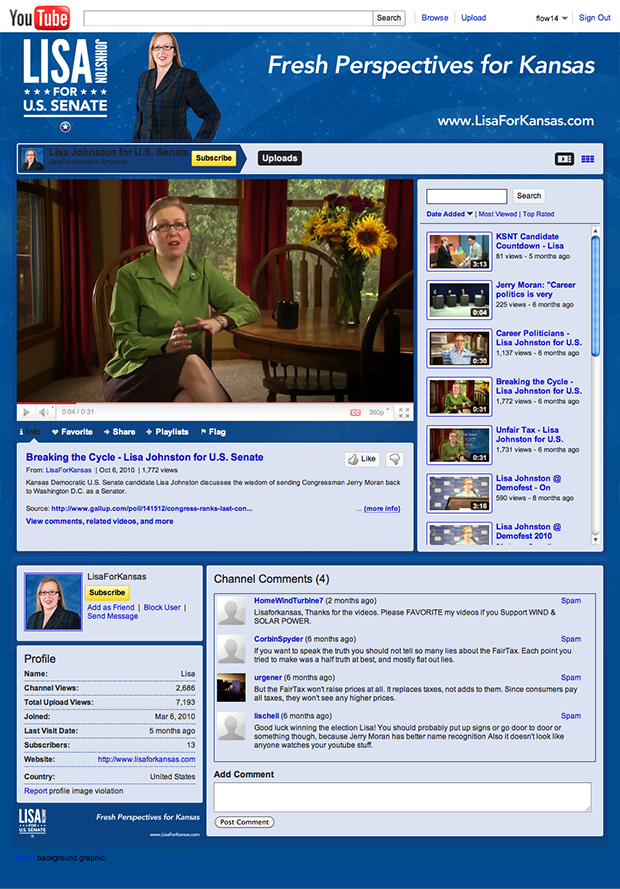 YouTube
Search
Browse
Upload
flow14
Sign Out
LISA JOHNSTON
FOR
U.S. SENATE
Fresh Perspectives for Kansas
www.LisaForKansas.com
Lisa Johnston for U.S. Senate
LisaForKansas's Channel
Subscribe
Uploads
Search
Date Added | Most Viewed | Top Rated
KSNT Candidate
Countdown - Lisa
81 views - 5 months ago
3:13
Jerry Moran: "Career
politics is very
225 views - 6 months ago
0:04
Career Politicians -
Lisa Johnston for U.S.
1,137 views - 6 months ago
0:30
Breaking the Cycle -
Lisa Johnston for U.S.
1,772 views - 6 months ago
0:31
Unfair Tax - Lisa
Johnston for U.S.
1,731 views - 6 months ago
0:31
Lisa Johnston @
Demofest - On
590 views - 8 months ago
3:16
Lisa Johnston @
Demofest 2010
0:04 / 0:31
CC
360p
Info
Favorite
Share
Playlists
Flag
Breaking the Cycle - Lisa Johnston for U.S. Senate
Like
From: LisaForKansas | Oct 6, 2010 | 1,772 views
Kansas Democratic U.S. Senate candidate Lisa Johnston discusses the wisdom of sending Congressman Jerry Moran back
to Washington D.C. as a Senator.
Source: http://www.gallup.com/poll/141512/congress-ranks-last-con...
... (more info)
View comments, related videos, and more
LisaForKansas
Subscribe
Add as Friend | Block User |
Send Message
Profile
Name: Lisa
Channel Views: 2,686
Total Upload Views: 7,193
Joined: Mar 6, 2010
Last Visit Date: 5 months ago
Subscribers: 13
Website: http://www.lisaforkansas.com
Country: United States
Report profile image violation
Channel Comments (4)
HomeWindTurbine7 (2 months ago) Spam
Lisaforkansas, Thanks for the videos. Please FAVORITE my videos if you Support WIND &
SOLAR POWER.
CorbinSpyder (6 months ago) Spam
If you want to speak the truth you should not tell so many lies about the FairTax. Each point you
tried to make was a half truth at best, and mostly flat out lies.
urgener (6 months ago) Spam
But the FairTax won't raise prices at all. It replaces taxes, not adds to them. Since consumers pay
all taxes, they won't see any higher prices.
lischeil (6 months ago) Spam
Good luck winning the election Lisa! You should probably put up signs or go door to door or
something though, because Jerry Moran has better name recognition Also it doesn't look like
anyone watches your youtube stuff.
Add Comment
Post Comment
LISA JOHNSTON
FOR
U.S. SENATE
Fresh Perspectives for Kansas
www.LisaForKansas.com
Report background graphic.